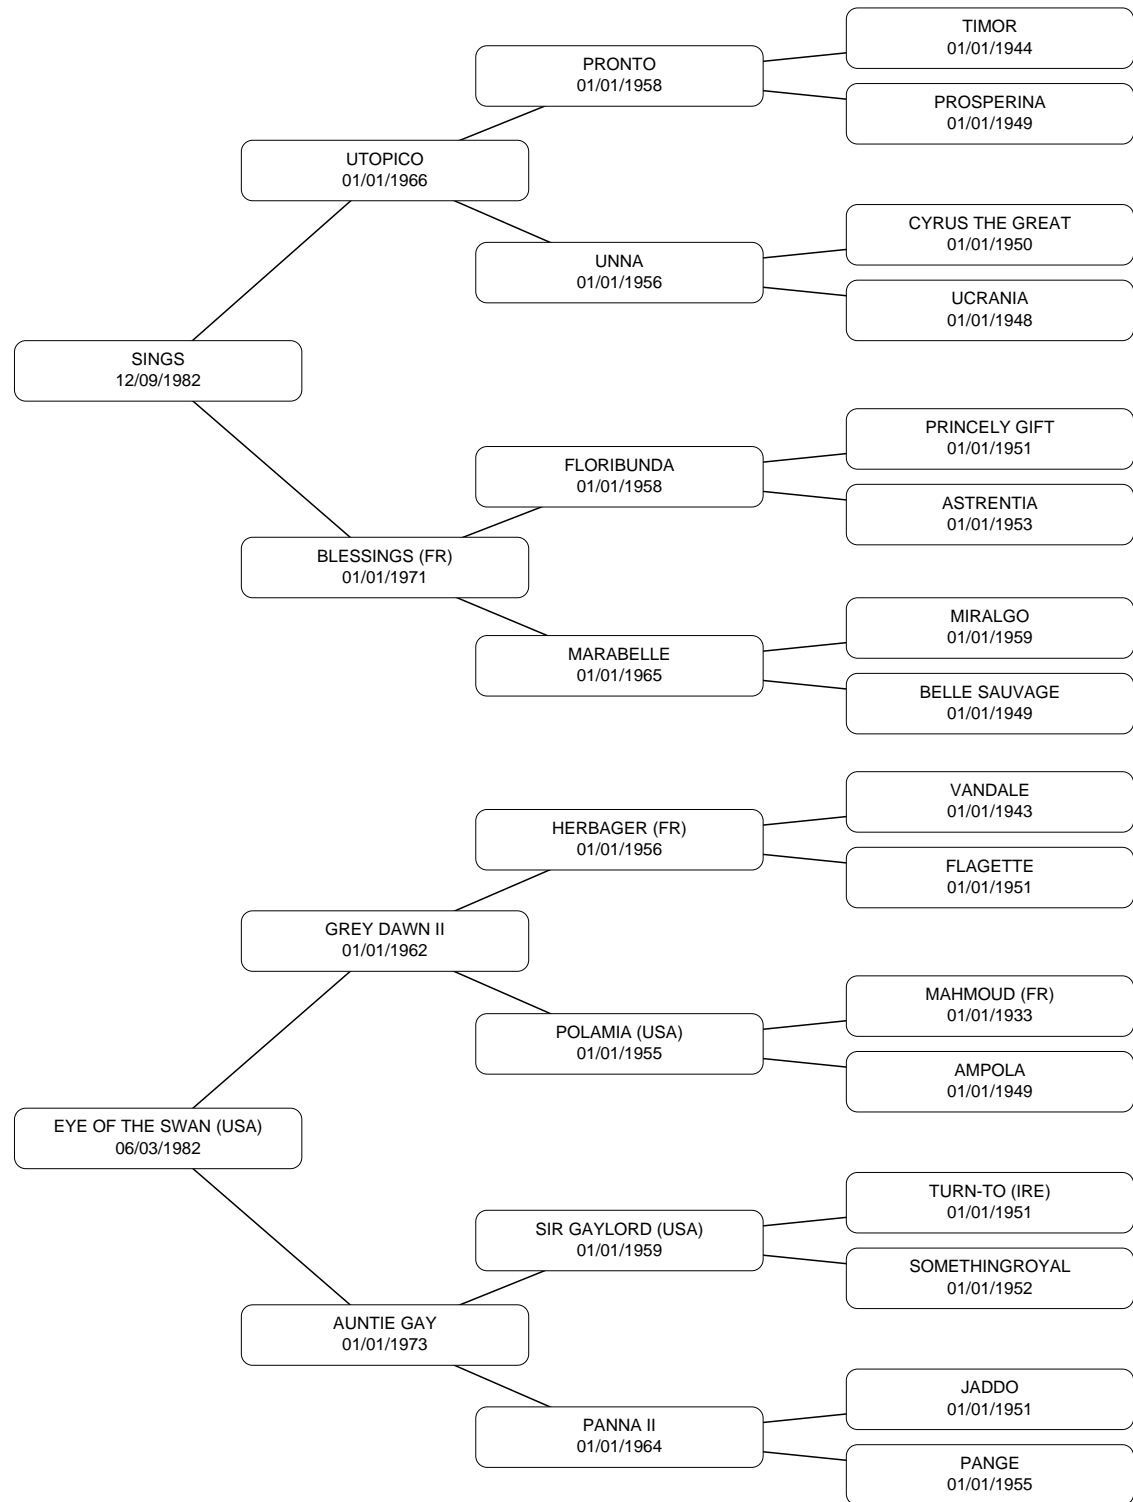 TIMOR
01/01/1944
PRONTO
01/01/1958
PROSPERINA
01/01/1949
UTOPICO
01/01/1966
CYRUS THE GREAT
01/01/1950
UNNA
01/01/1956
UCRANIA
01/01/1948
SINGS
12/09/1982
PRINCELY GIFT
01/01/1951
FLORIBUNDA
01/01/1958
ASTRENTIA
01/01/1953
BLESSINGS (FR)
01/01/1971
MIRALGO
01/01/1959
MARABELLE
01/01/1965
BELLE SAUVAGE
01/01/1949
VANDALE
01/01/1943
HERBAGER (FR)
01/01/1956
FLAGETTE
01/01/1951
GREY DAWN II
01/01/1962
MAHMOUD (FR)
01/01/1933
POLAMIA (USA)
01/01/1955
AMPOLA
01/01/1949
EYE OF THE SWAN (USA)
06/03/1982
TURN-TO (IRE)
01/01/1951
SIR GAYLORD (USA)
01/01/1959
SOMETHINGROYAL
01/01/1952
AUNTIE GAY
01/01/1973
JADDO
01/01/1951
PANNA II
01/01/1964
PANGE
01/01/1955